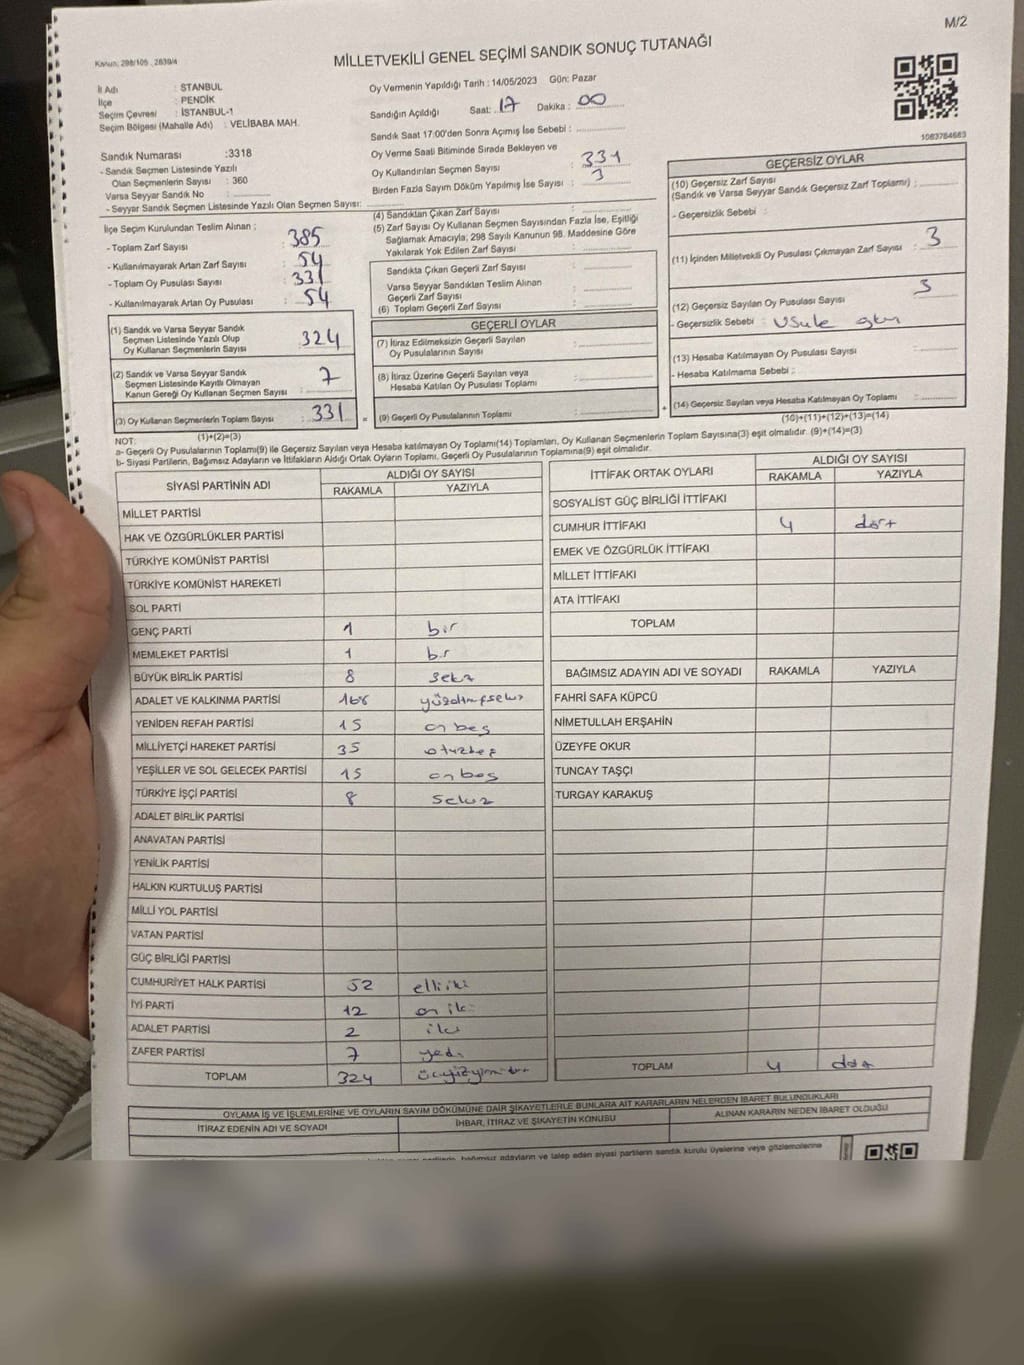 M/2
Kanun: 298/105 , 2839/4
MİLLETVEKİLİ GENEL SEÇİMİ SANDIK SONUÇ TUTANAĞI
İl Adı : STANBUL
İlçe : PENDİK
Seçim Çevresi : İSTANBUL-1
Seçim Bölgesi (Mahalle Adı) : VELİBABA MAH.
Oy Vermenin Yapıldığı Tarih : 14/05/2023 Gün: Pazar
Sandığın Açıldığı Saat: 17 Dakika : 00
Sandık Saat 17:00'den Sonra Açımış İse Sebebi :
1083784663
Sandık Numarası :3318
- Sandık Seçmen Listesinde Yazılı
Olan Seçmenlerin Sayısı : 360
Varsa Seyyar Sandık No :
- Seyyar Sandık Seçmen Listesinde Yazılı Olan Seçmen Sayısı:
Oy Verme Saati Bitiminde Sırada Bekleyen ve
Oy Kullandırılan Seçmen Sayısı : 331
Birden Fazla Sayım Döküm Yapılmış İse Sayısı : 3
İlçe Seçim Kurulundan Teslim Alınan ;
- Toplam Zarf Sayısı : 385
- Kullanılmayarak Artan Zarf Sayısı : 54
- Toplam Oy Pusulası Sayısı : 331
- Kullanılmayarak Artan Oy Pusulası : 54
(1) Sandık ve Varsa Seyyar Sandık
Seçmen Listesinde Yazılı Olup
Oy Kullanan Seçmenlerin Sayısı : 324
(2) Sandık ve Varsa Seyyar Sandık
Seçmen Listesinde Kayıtlı Olmayan
Kanun Gereği Oy Kullanan Seçmen Sayısı : 7
(3) Oy Kullanan Seçmenlerin Toplam Sayısı : 331 =
(1)+(2)=(3)
(4) Sandıktan Çıkan Zarf Sayısı :
(5) Zarf Sayısı Oy Kullanan Seçmen Sayısından Fazla İse, Eşitliği
Sağlamak Amacıyla, 298 Sayılı Kanunun 98. Maddesine Göre
Yakılarak Yok Edilen Zarf Sayısı :
Sandıkta Çıkan Geçerli Zarf Sayısı :
Varsa Seyyar Sandıktan Teslim Alınan
Geçerli Zarf Sayısı :
(6) Toplam Geçerli Zarf Sayısı :
GEÇERLİ OYLAR
(7) İtiraz Edilmeksizin Geçerli Sayılan
Oy Pusulalarının Sayısı :
(8) İtiraz Üzerine Geçerli Sayılan veya
Hesaba Katılan Oy Pusulası Toplamı :
(9) Geçerli Oy Pusulalarının Toplamı : +
GEÇERSİZ OYLAR
(10) Geçersiz Zarf Sayısı
(Sandık ve Varsa Seyyar Sandık Geçersiz Zarf Toplamı) :
- Geçersizlik Sebebi :
(11) İçinden Milletvekili Oy Pusulası Çıkmayan Zarf Sayısı : 3
(12) Geçersiz Sayılan Oy Pusulası Sayısı : 3
- Geçersizlik Sebebi :
(13) Hesaba Katılmayan Oy Pusulası Sayısı :
- Hesaba Katılmama Sebebi :
(14) Geçersiz Sayılan veya Hesaba Katılmayan Oy Toplamı :
(10)+(11)+(12)+(13)=(14)
NOT:
a- Geçerli Oy Pusulalarının Toplamı(9) ile Geçersiz Sayılan veya Hesaba katılmayan Oy Toplamı(14) Toplamları, Oy Kullanan Seçmenlerin Toplam Sayısına(3) eşit olmalıdır. (9)+(14)=(3)
b- Siyasi Partilerin, Bağımsız Adayların ve İttifakların Aldığı Ortak Oyların Toplamı, Geçerli Oy Pusulalarının Toplamına(9) eşit olmalıdır.
SİYASİ PARTİNİN ADI ALDIĞI OY SAYISI
RAKAMLA YAZIYLA
MİLLET PARTİSİ
HAK VE ÖZGÜRLÜKLER PARTİSİ
TÜRKİYE KOMÜNİST PARTİSİ
TÜRKİYE KOMÜNİST HAREKETİ
SOL PARTİ
GENÇ PARTİ 1 bir
MEMLEKET PARTİSİ 1 bir
BÜYÜK BİRLİK PARTİSİ 8 sekiz
ADALET VE KALKINMA PARTİSİ 168 yüzaltmışsekiz
YENİDEN REFAH PARTİSİ 15 on beş
MİLLİYETÇİ HAREKET PARTİSİ 35 otuzbeş
YEŞİLLER VE SOL GELECEK PARTİSİ 15 on beş
TÜRKİYE İŞÇİ PARTİSİ 8 sekiz
ADALET BİRLİK PARTİSİ
ANAVATAN PARTİSİ
YENİLİK PARTİSİ
HALKIN KURTULUŞ PARTİSİ
MİLLİ YOL PARTİSİ
VATAN PARTİSİ
GÜÇ BİRLİĞİ PARTİSİ
CUMHURİYET HALK PARTİSİ 52 elliiki
İYİ PARTİ 12 on iki
ADALET PARTİSİ 2 iki
ZAFER PARTİSİ 7 yedi
TOPLAM 324
İTTİFAK ORTAK OYLARI ALDIĞI OY SAYISI
RAKAMLA YAZIYLA
SOSYALİST GÜÇ BİRLİĞİ İTTİFAKI
CUMHUR İTTİFAKI 4 dört
EMEK VE ÖZGÜRLÜK İTTİFAKI
MİLLET İTTİFAKI
ATA İTTİFAKI
TOPLAM
BAĞIMSIZ ADAYIN ADI VE SOYADI RAKAMLA YAZIYLA
FAHRİ SAFA KÜPCÜ
NİMETULLAH ERŞAHİN
ÜZEYFE OKUR
TUNCAY TAŞÇI
TURGAY KARAKUŞ
TOPLAM 4 dört
OYLAMA İŞ VE İŞLEMLERİNE VE OYLARIN SAYIM DÖKÜMÜNE DAİR ŞİKAYETLERLE BUNLARA AİT KARARLARIN NELERDEN İBARET BULUNDUKLARI
İTİRAZ EDENİN ADI VE SOYADI İHBAR, İTİRAZ VE ŞİKAYETİN KONUSU ALINAN KARARIN NEDEN İBARET OLDUĞU
bağımsız adayların ve talep eden siyasi partilerin sandık kurulu üyelerine veya gözlemcilerine